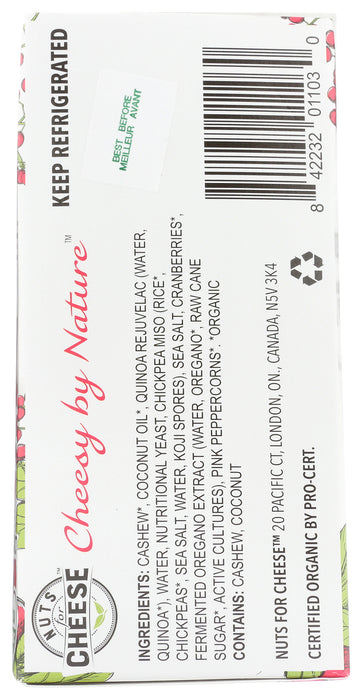 NUTS
for
CHEESE
Cheesy by Nature™
KEEP REFRIGERATED
BEST BEFORE
MEILLEUR AVANT
INGREDIENTS: CASHEW*, COCONUT OIL*, QUINOA REJUVELAC (WATER,
QUINOA*), WATER, NUTRITIONAL YEAST, CHICKPEA MISO (RICE*,
CHICKPEAS*, SEA SALT, WATER, KOJI SPORES), SEA SALT, CRANBERRIES*,
FERMENTED OREGANO EXTRACT (WATER, OREGANO*, RAW CANE
SUGAR*, ACTIVE CULTURES), PINK PEPPERCORNS* *ORGANIC
CONTAINS: CASHEW, COCONUT
NUTS FOR CHEESE™ 20 PACIFIC CT, LONDON, ON., CANADA, N5V 3K4
CERTIFIED ORGANIC BY PRO-CERT.
8 42232 01103 0